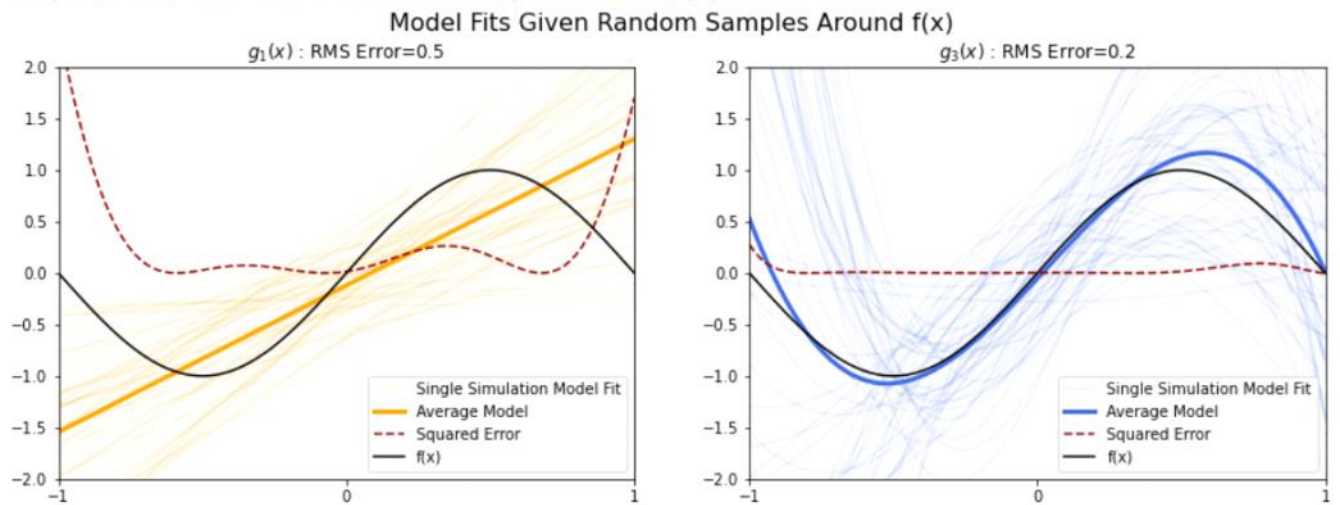 Model Fits Given Random Samples Around f(x)
g₁(x) : RMS Error=0.5
2.0
1.5
1.0
0.5
0.0
−0.5
−1.0
−1.5
−2.0
−1
0
1
Single Simulation Model Fit
Average Model
Squared Error
f(x)
g₃(x) : RMS Error=0.2
2.0
1.5
1.0
0.5
0.0
−0.5
−1.0
−1.5
−2.0
−1
0
1
Single Simulation Model Fit
Average Model
Squared Error
f(x)